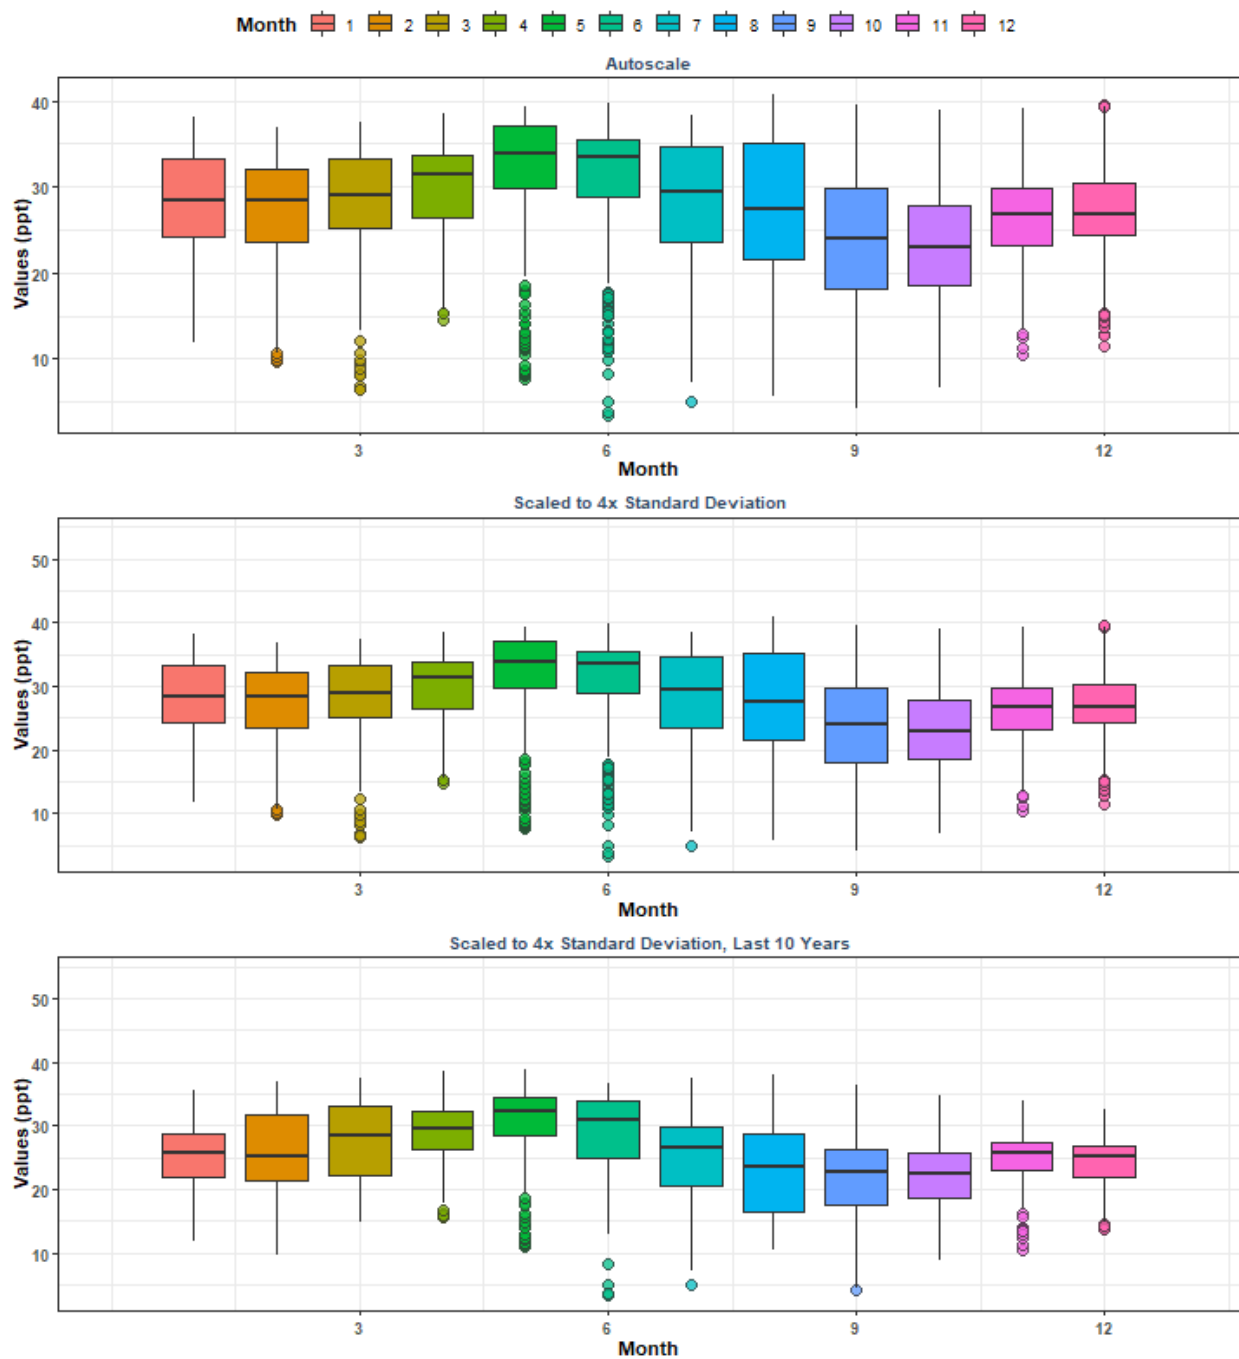 Month 1 2 3 4 5 6 7 8 9 10 11 12
Autoscale
Values (ppt)
40
30
20
10
3 6 9 12
Month
Scaled to 4x Standard Deviation
Values (ppt)
50
40
30
20
10
3 6 9 12
Month
Scaled to 4x Standard Deviation, Last 10 Years
Values (ppt)
50
40
30
20
10
3 6 9 12
Month